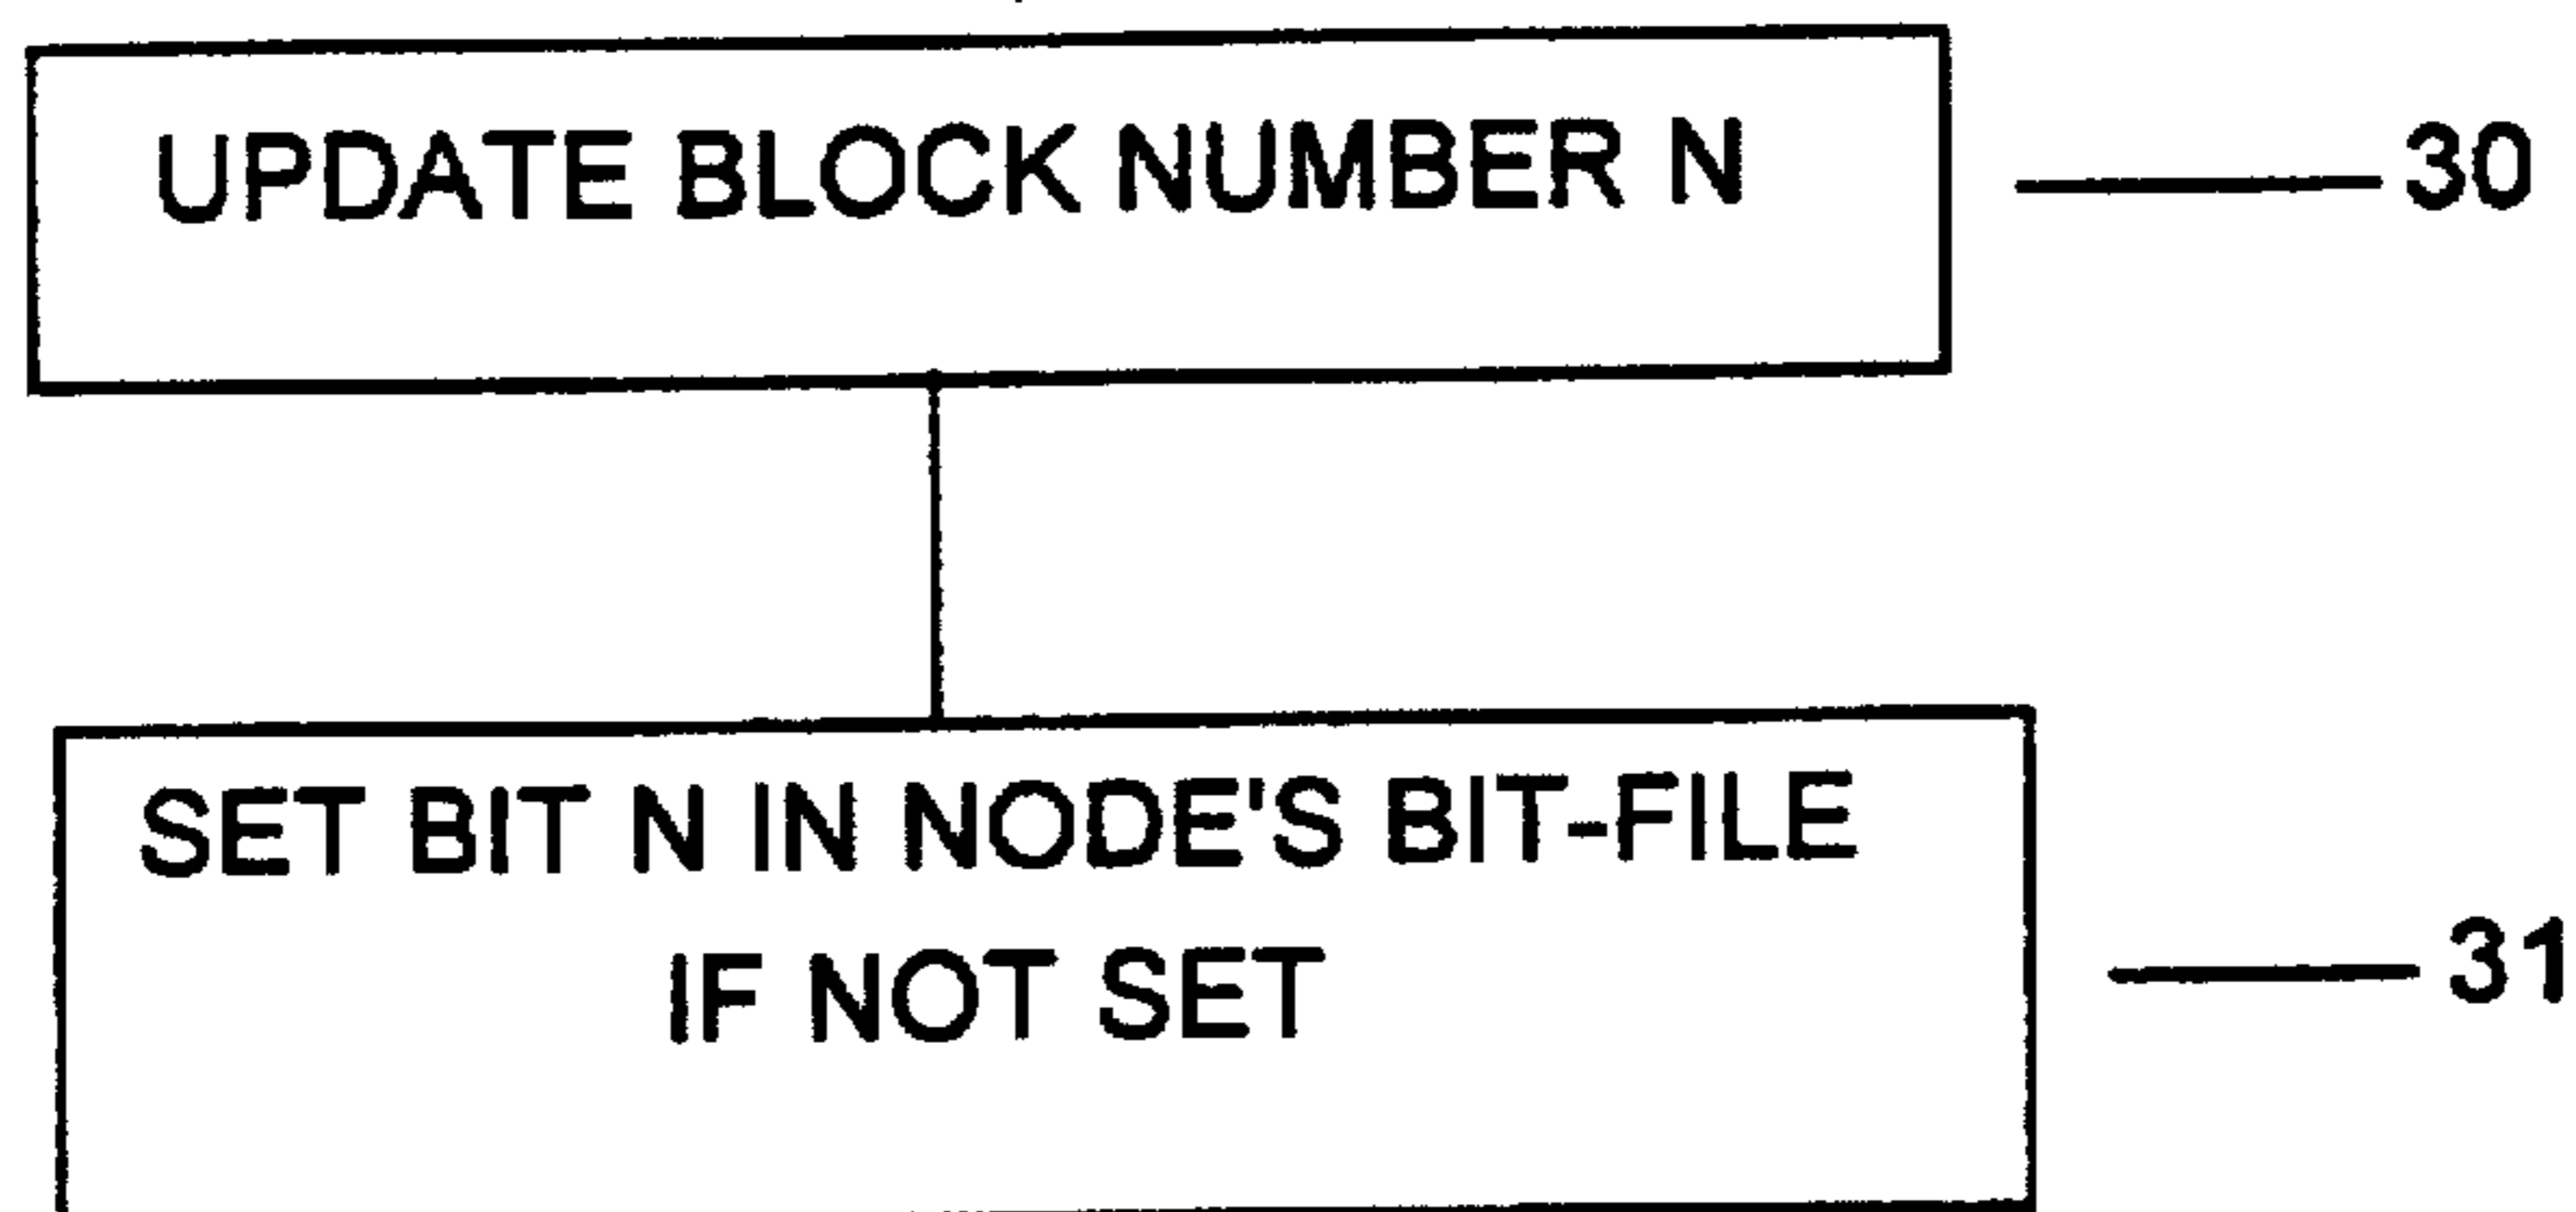 UPDATE BLOCK NUMBER N
30
SET BIT N IN NODE'S BIT-FILE
IF NOT SET
31